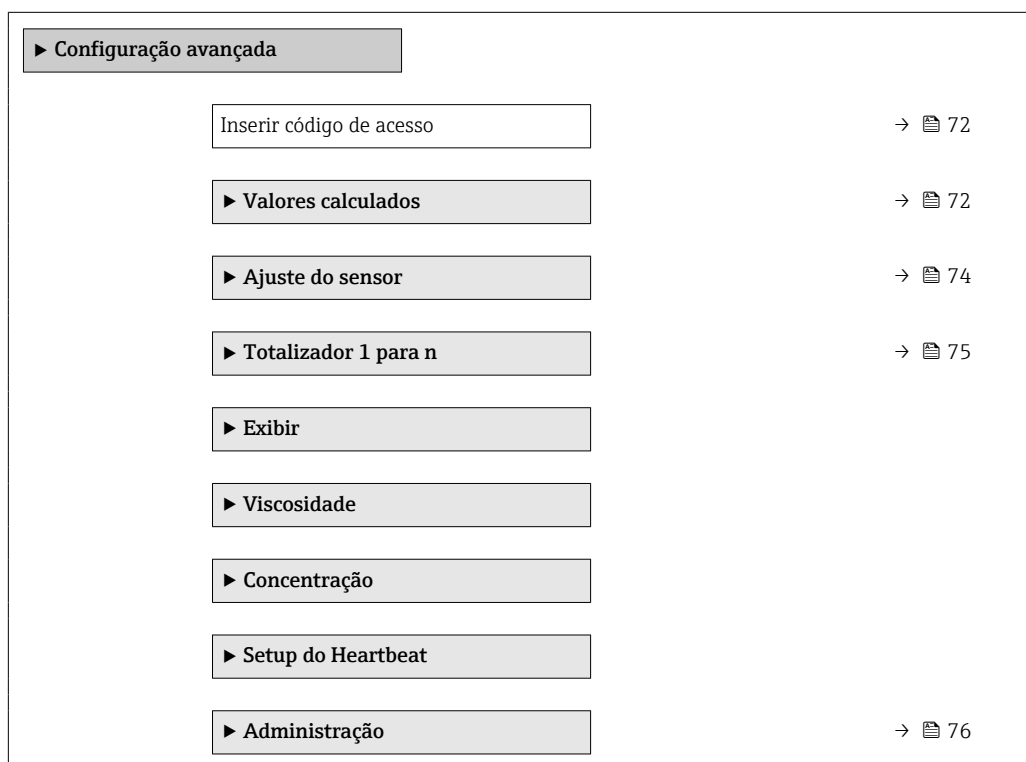 ▶ Configuração avançada
Inserir código de acesso → 72
▶ Valores calculados → 72
▶ Ajuste do sensor → 74
▶ Totalizador 1 para n → 75
▶ Exibir
▶ Viscosidade
▶ Concentração
▶ Setup do Heartbeat
▶ Administração → 76